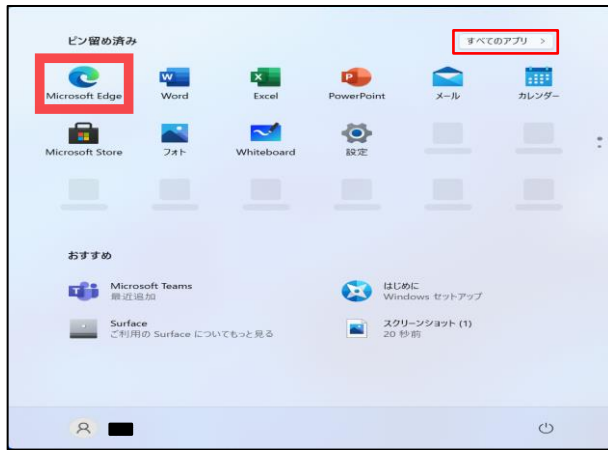 ピン留め済み
すべてのアプリ >
Microsoft Edge
Word
Excel
PowerPoint
メール
カレンダー
Microsoft Store
フォト
Whiteboard
設定
おすすめ
Microsoft Teams
最近追加
はじめに
Windows セットアップ
Surface
ご利用の Surface についてもっと見る
スクリーンショット (1)
20 秒前